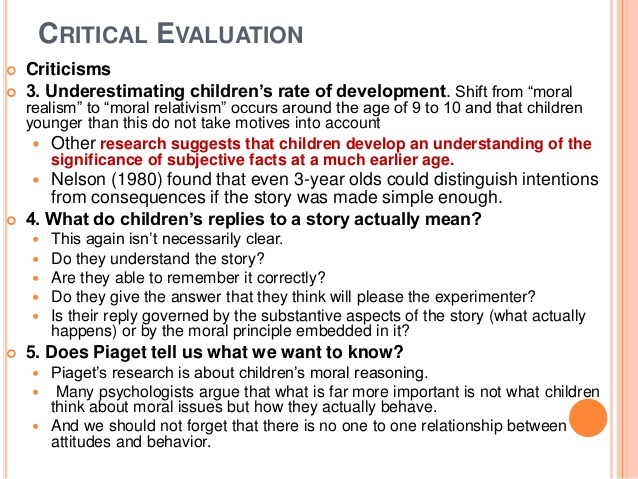 CRITICAL EVALUATION
Criticisms
3. Underestimating children's rate of development. Shift from “moral
realism” to “moral relativism” occurs around the age of 9 to 10 and that children
younger than this do not take motives into account
Other research suggests that children develop an understanding of the
significance of subjective facts at a much earlier age.
Nelson (1980) found that even 3-year olds could distinguish intentions
from consequences if the story was made simple enough.
4. What do children's replies to a story actually mean?
This again isn't necessarily clear.
Do they understand the story?
Are they able to remember it correctly?
Do they give the answer that they think will please the experimenter?
Is their reply governed by the substantive aspects of the story (what actually
happens) or by the moral principle embedded in it?
5. Does Piaget tell us what we want to know?
Piaget's research is about children's moral reasoning.
Many psychologists argue that what is far more important is not what children
think about moral issues but how they actually behave.
And we should not forget that there is no one to one relationship between
attitudes and behavior.